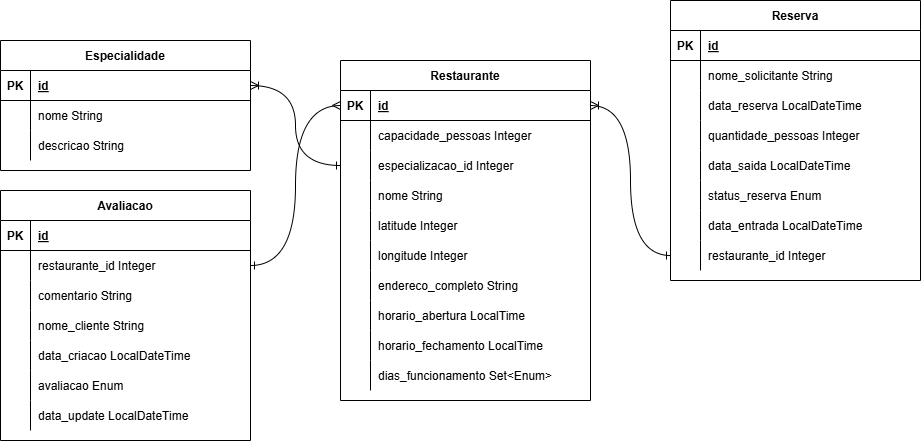 Especialidade
PK id
nome String
descricao String
Avaliacao
PK id
restaurante_id Integer
comentario String
nome_cliente String
data_criacao LocalDateTime
avaliacao Enum
data_update LocalDateTime
Restaurante
PK id
capacidade_pessoas Integer
especializacao_id Integer
nome String
latitude Integer
longitude Integer
endereco_completo String
horario_abertura LocalTime
horario_fechamento LocalTime
dias_funcionamento Set<Enum>
Reserva
PK id
nome_solicitante String
data_reserva LocalDateTime
quantidade_pessoas Integer
data_saida LocalDateTime
status_reserva Enum
data_entrada LocalDateTime
restaurante_id Integer